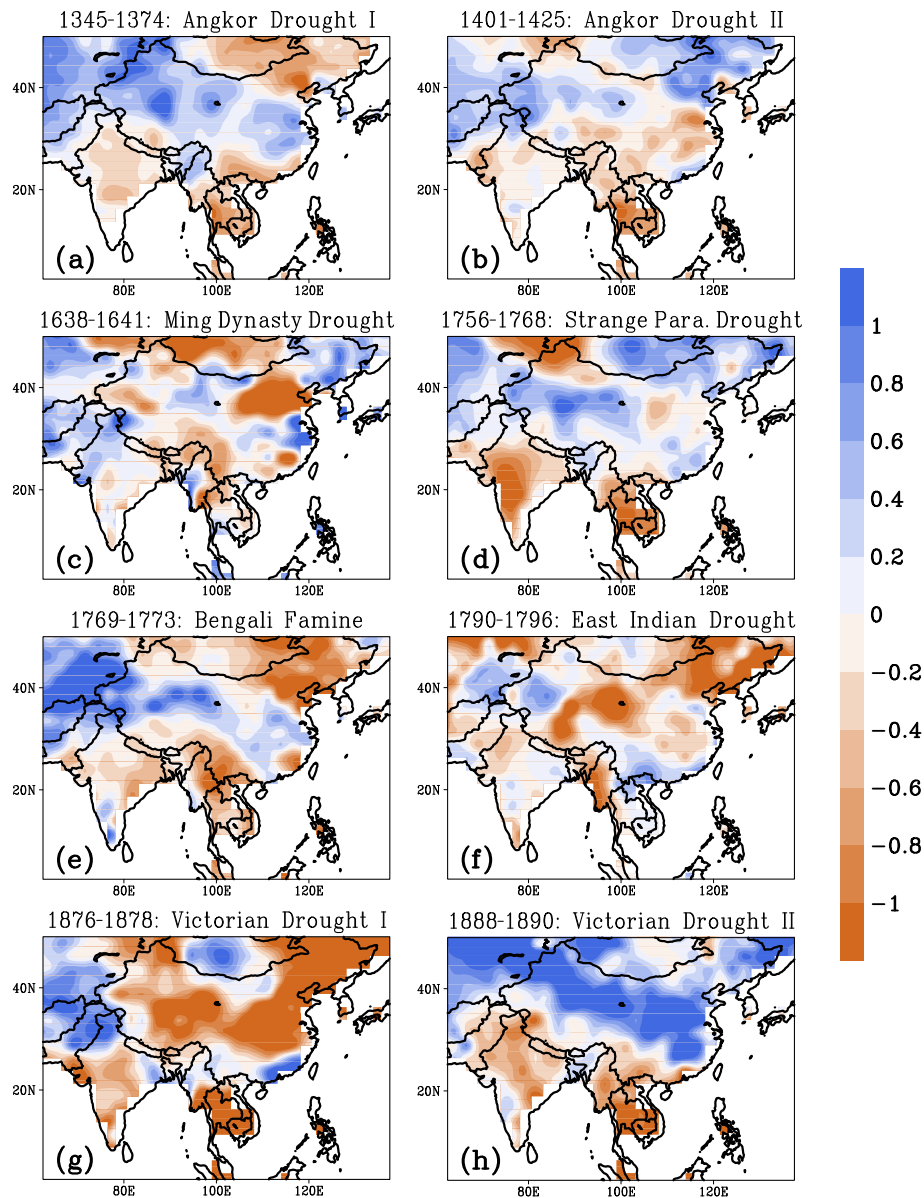 1345-1374: Angkor Drought I
1401-1425: Angkor Drought II
40N
20N
(a)
80E
100E
120E
40N
20N
(b)
80E
100E
120E
1638-1641: Ming Dynasty Drought
1756-1768: Strange Para. Drought
40N
20N
(c)
80E
100E
120E
40N
20N
(d)
80E
100E
120E
1769-1773: Bengali Famine
1790-1796: East Indian Drought
40N
20N
(e)
80E
100E
120E
40N
20N
(f)
80E
100E
120E
1876-1878: Victorian Drought I
1888-1890: Victorian Drought II
40N
20N
(g)
80E
100E
120E
40N
20N
(h)
80E
100E
120E
1
0.8
0.6
0.4
0.2
0
−0.2
−0.4
−0.6
−0.8
−1